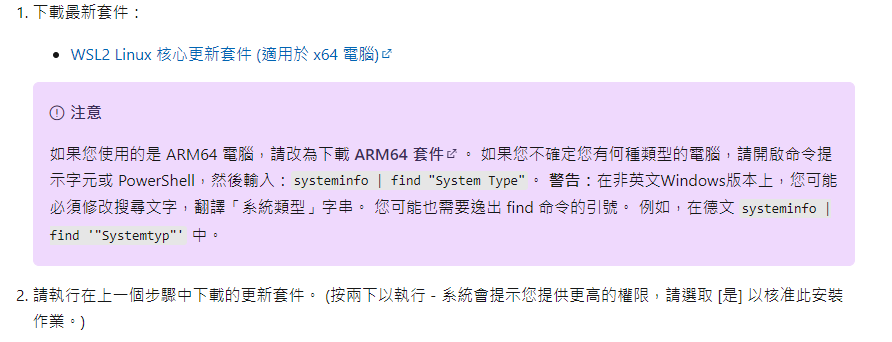 1. 下載最新套件：
• WSL2 Linux 核心更新套件 (適用於 x64 電腦)
注意
如果您使用的是 ARM64 電腦，請改為下載 ARM64 套件 。 如果您不確定您有何種類型的電腦，請開啟命令提
示字元或 PowerShell，然後輸入：systeminfo | find "System Type"。 警告：在非英文Windows版本上，您可能
必須修改搜尋文字，翻譯「系統類型」字串。 您可能也需要逸出 find 命令的引號。 例如，在德文 systeminfo |
find '"Systemtyp"' 中。
2. 請執行在上一個步驟中下載的更新套件。 (按兩下以執行 - 系統會提示您提供更高的權限，請選取 [是] 以核准此安裝
作業。)